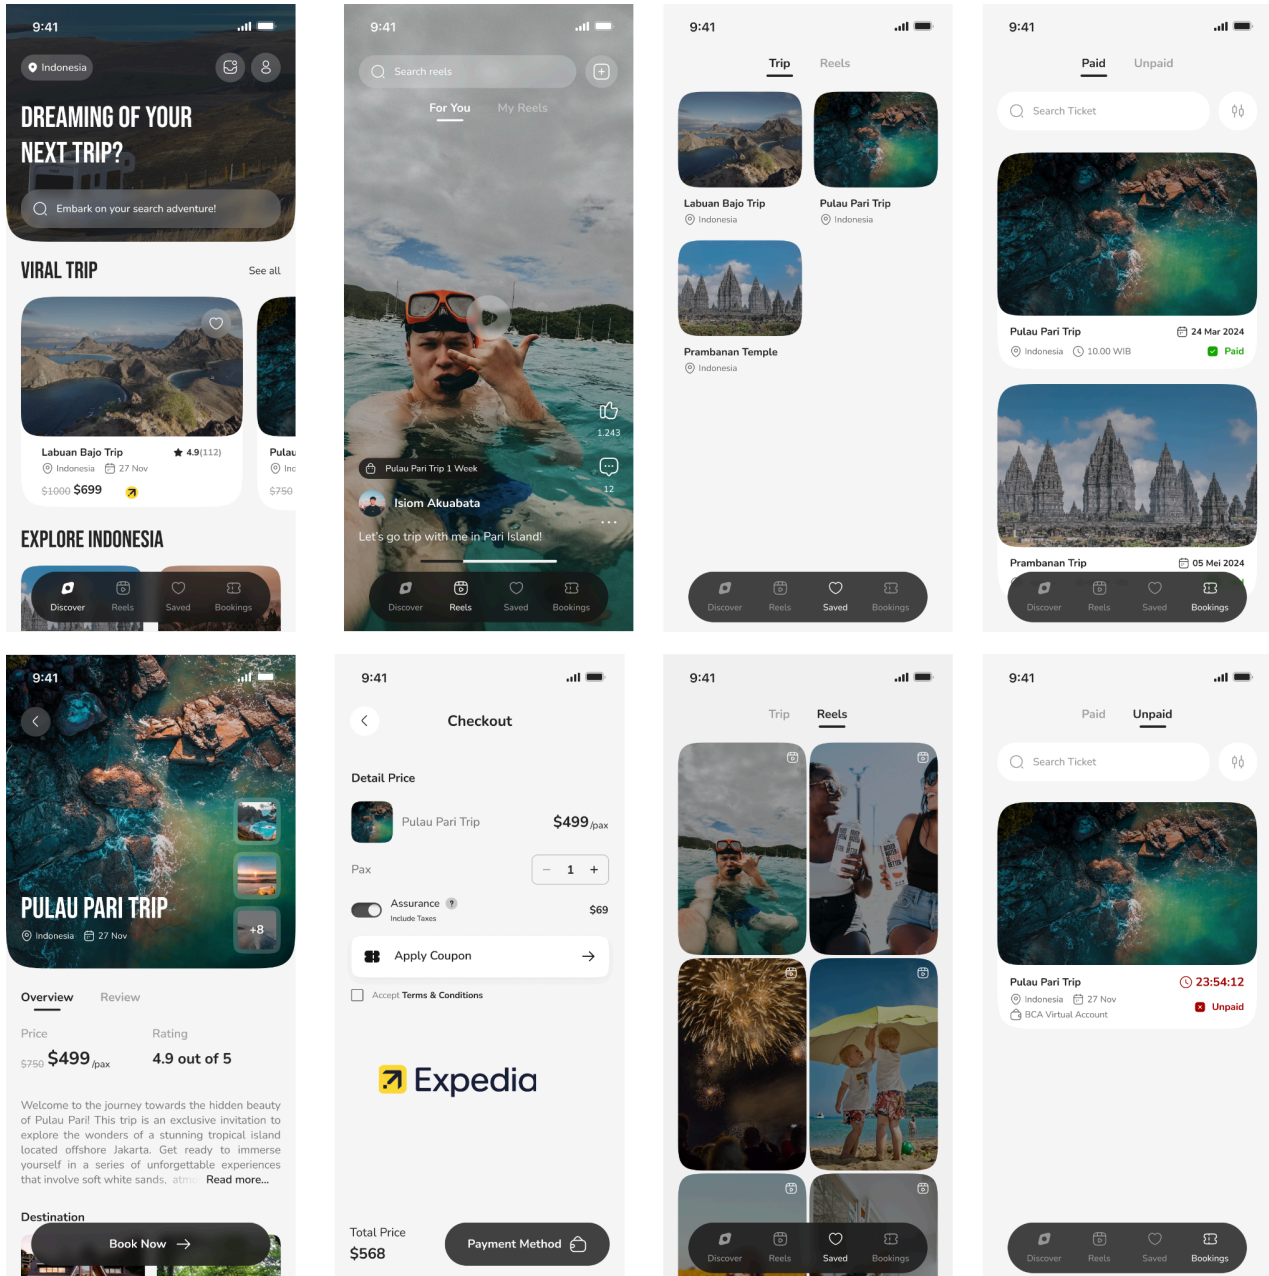 9:41
Indonesia
DREAMING OF YOUR
NEXT TRIP?
Embark on your search adventure!
VIRAL TRIP
See all
Labuan Bajo Trip
4.9(112)
Indonesia
27 Nov
$1000 $699
Pulau
Ind
$750
EXPLORE INDONESIA
Discover
Reels
Saved
Bookings
9:41
Search reels
For You
My Reels
1.243
Pulau Pari Trip 1 Week
12
Isiom Akuabata
Let's go trip with me in Pari Island!
Discover
Reels
Saved
Bookings
9:41
Trip
Reels
Labuan Bajo Trip
Indonesia
Pulau Pari Trip
Indonesia
Prambanan Temple
Indonesia
Discover
Reels
Saved
Bookings
9:41
Paid
Unpaid
Search Ticket
Pulau Pari Trip
24 Mar 2024
Indonesia
10.00 WIB
Paid
Prambanan Trip
05 Mei 2024
Discover
Reels
Saved
Bookings
9:41
PULAU PARI TRIP
Indonesia
27 Nov
+8
Overview
Review
Price
Rating
$750 $499 /pax
4.9 out of 5
Welcome to the journey towards the hidden beauty
of Pulau Pari! This trip is an exclusive invitation to
explore the wonders of a stunning tropical island
located offshore Jakarta. Get ready to immerse
yourself in a series of unforgettable experiences
that involve soft white sands, atmo Read more...
Destination
Book Now
9:41
Checkout
Detail Price
Pulau Pari Trip
$499 /pax
Pax
− 1 +
Assurance ?
Include Taxes
$69
Apply Coupon
Accept Terms & Conditions
Expedia
Total Price
$568
Payment Method
9:41
Trip
Reels
Discover
Reels
Saved
Bookings
9:41
Paid
Unpaid
Search Ticket
Pulau Pari Trip
23:54:12
Indonesia
27 Nov
Unpaid
BCA Virtual Account
Discover
Reels
Saved
Bookings